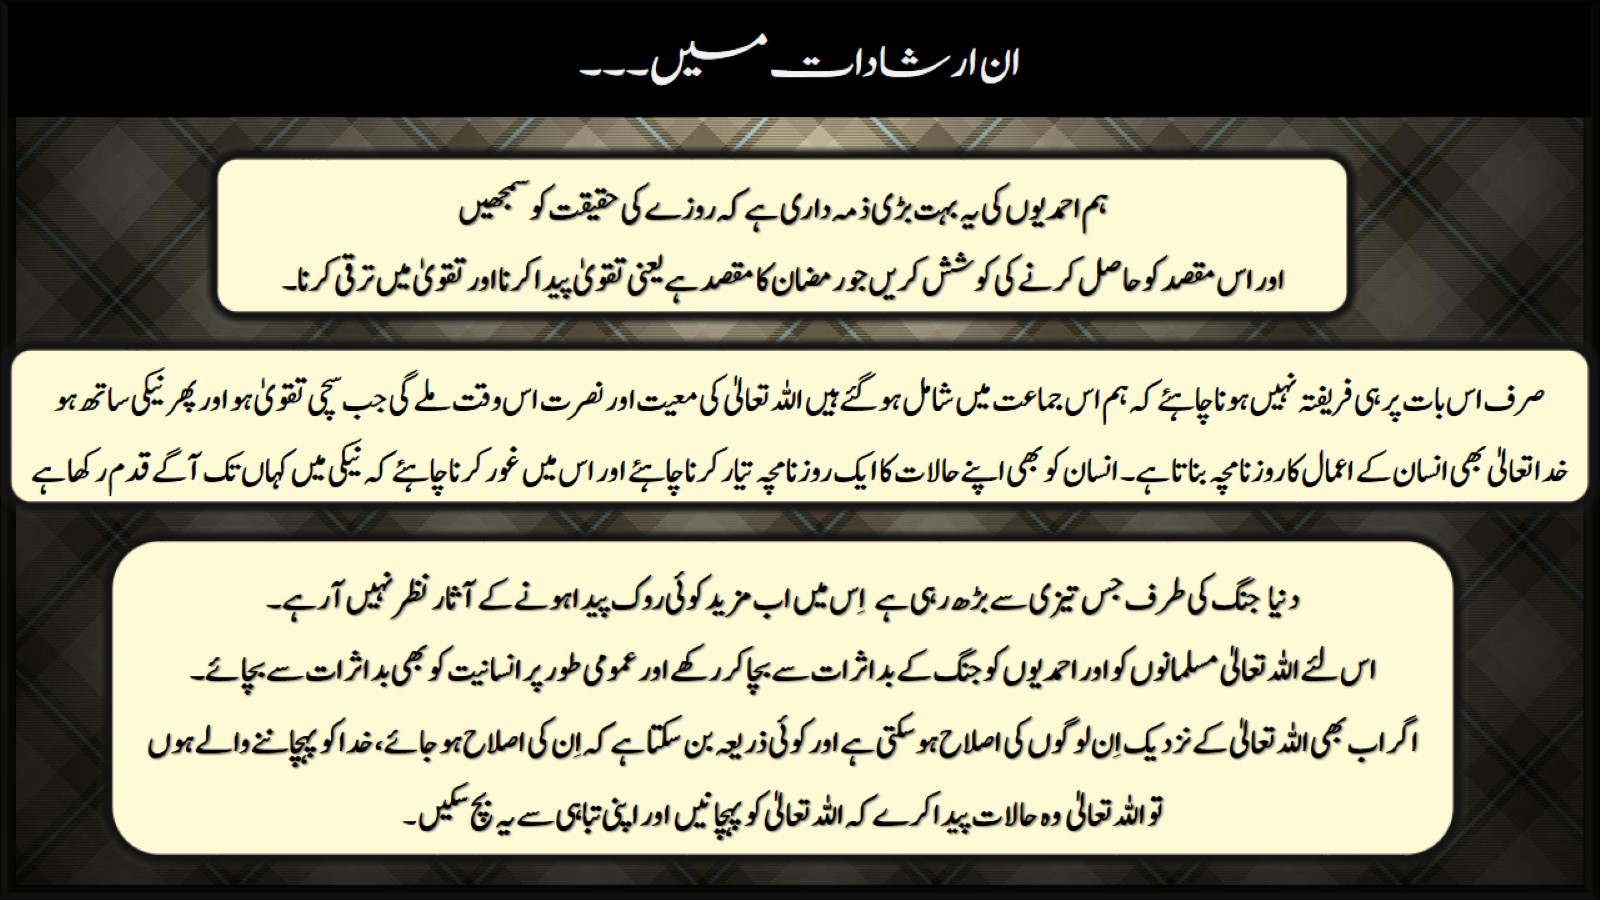 ان ارشادات میں۔۔۔
ہم احمدیوں کی یہ بہت بڑی ذمہ داری ہے کہ روزے کی حقیقت کو سمجھیں
اور اس مقصد کو حاصل کرنے کی کوشش کریں جو رمضان کا مقصد ہے یعنی تقویٰ پیدا کرنا اور تقویٰ میں ترقی کرنا۔
صرف اس بات پر ہی فریفتہ نہیں ہونا چاہئے کہ ہم اس جماعت میں شامل ہو گئے ہیں اللہ تعالیٰ کی معیت اور نصرت اس وقت ملے گی جب سچی تقویٰ ہو اور پھر نیکی ساتھ ہو
خدا تعالیٰ بھی انسان کے اعمال کا روزنامچہ بناتا ہے۔ انسان کو بھی اپنے حالات کا ایک روزنامچہ تیار کرنا چاہئے اور اس میں غور کرنا چاہئے کہ نیکی میں کہاں تک آگے قدم رکھا ہے
دنیا جنگ کی طرف جس تیزی سے بڑھ رہی ہے اِس میں اب مزید کوئی روک پیدا ہونے کے آثار نظر نہیں آ رہے۔
اس لئے اللہ تعالیٰ مسلمانوں کو اور احمدیوں کو جنگ کے بد اثرات سے بچا کر رکھے اور عمومی طور پر انسانیت کو بھی بد اثرات سے بچائے۔
اگر اب بھی اللہ تعالیٰ کے نزدیک اِن لوگوں کی اصلاح ہو سکتی ہے اور کوئی ذریعہ بن سکتا ہے کہ اِن کی اصلاح ہو جائے، خدا کو پہچاننے والے ہوں
تو اللہ تعالیٰ وہ حالات پیدا کرے کہ اللہ تعالیٰ کو پہچانیں اور اپنی تباہی سے یہ بچ سکیں۔